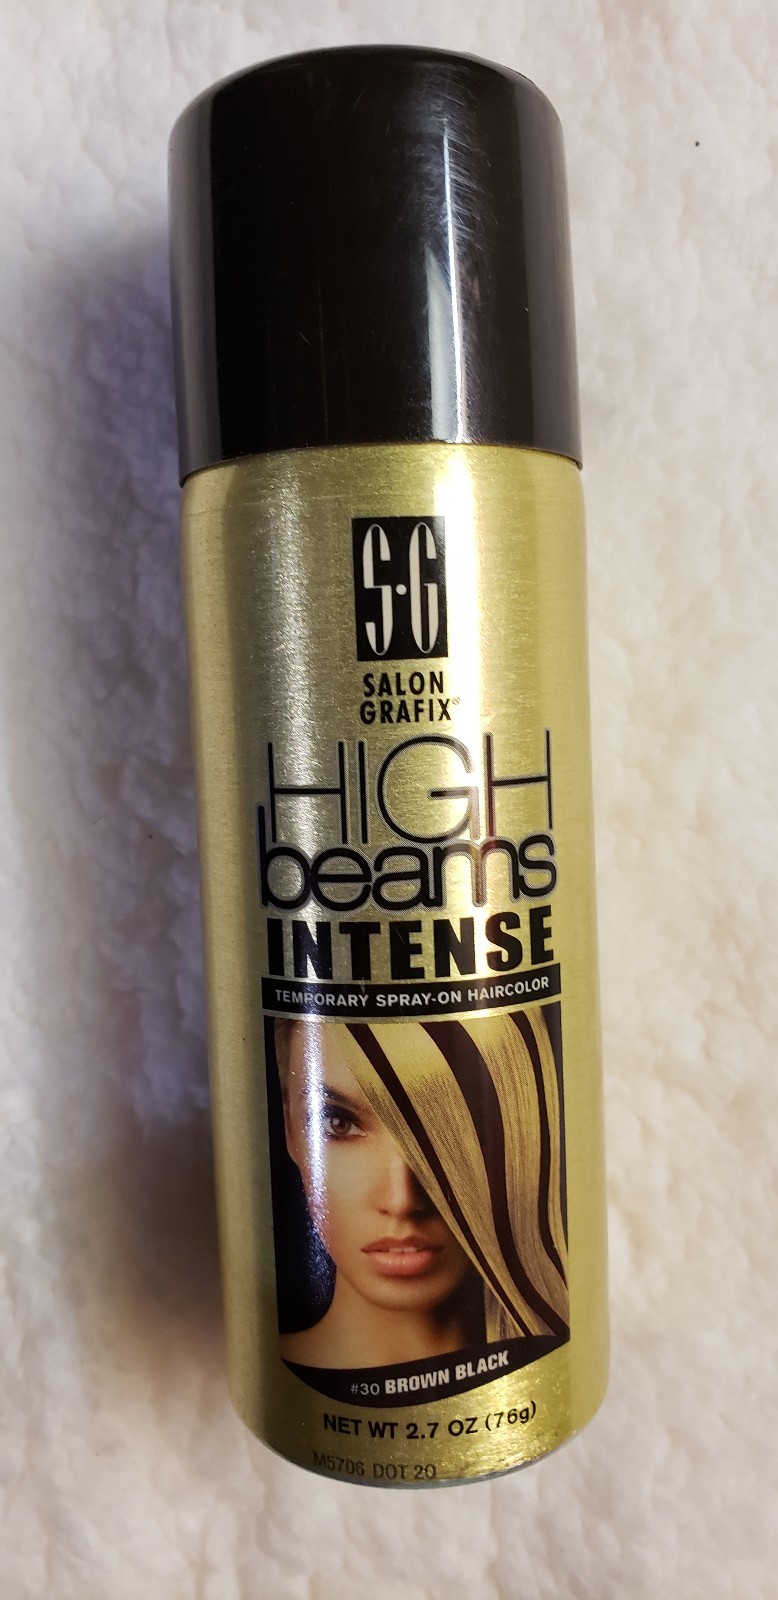 S·G
SALON
GRAFIX®
HIGH
beams
INTENSE
TEMPORARY SPRAY-ON HAIRCOLOR
#30 BROWN BLACK
NET WT 2.7 OZ (76g)
M5706 DOT 2Q